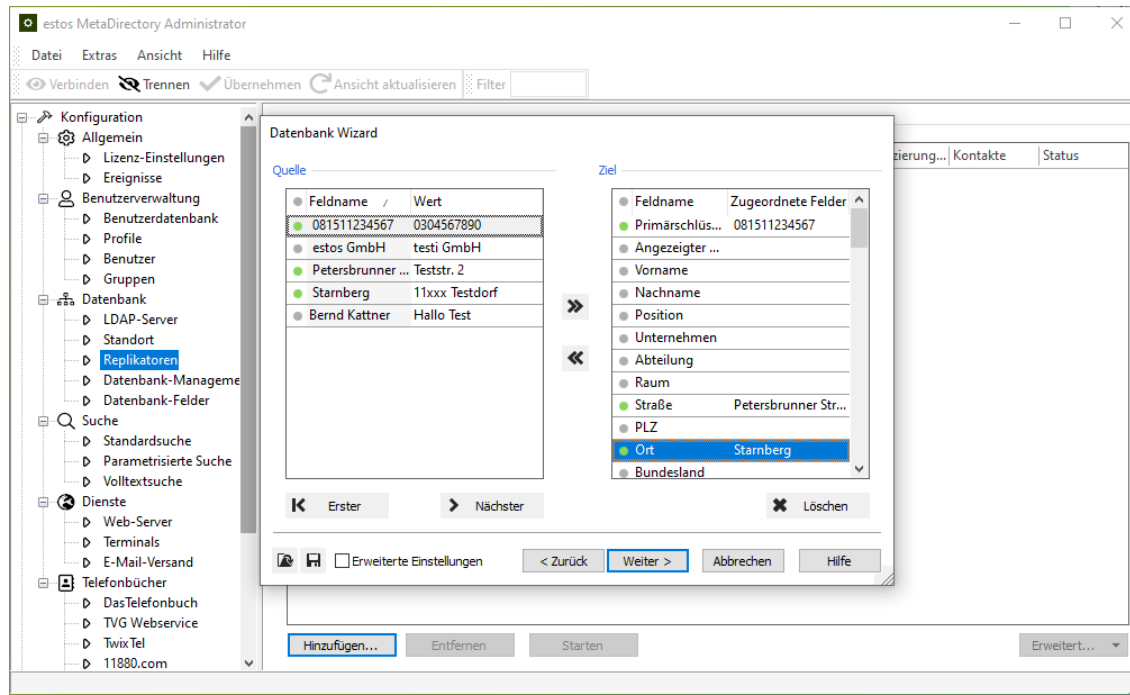 estos MetaDirectory Administrator
Datei Extras Ansicht Hilfe
Verbinden Trennen Übernehmen Ansicht aktualisieren Filter
Konfiguration
Allgemein
Lizenz-Einstellungen
Ereignisse
Benutzerverwaltung
Benutzerdatenbank
Profile
Benutzer
Gruppen
Datenbank
LDAP-Server
Standort
Replikatoren
Datenbank-Manageme
Datenbank-Felder
Suche
Standardsuche
Parametrisierte Suche
Volltextsuche
Dienste
Web-Server
Terminals
E-Mail-Versand
Telefonbücher
DasTelefonbuch
TVG Webservice
TwixTel
11880.com
zierung... Kontakte Status
Datenbank Wizard
Quelle
Feldname Wert
081511234567 0304567890
estos GmbH testi GmbH
Petersbrunner ... Teststr. 2
Starnberg 11xxx Testdorf
Bernd Kattner Hallo Test
Erster Nächster
Ziel
Feldname Zugeordnete Felder
Primärschlüs... 081511234567
Angezeigter ...
Vorname
Nachname
Position
Unternehmen
Abteilung
Raum
Straße Petersbrunner Str...
PLZ
Ort Starnberg
Bundesland
Löschen
Erweiterte Einstellungen < Zurück Weiter > Abbrechen Hilfe
Hinzufügen... Entfernen Starten Erweitert...